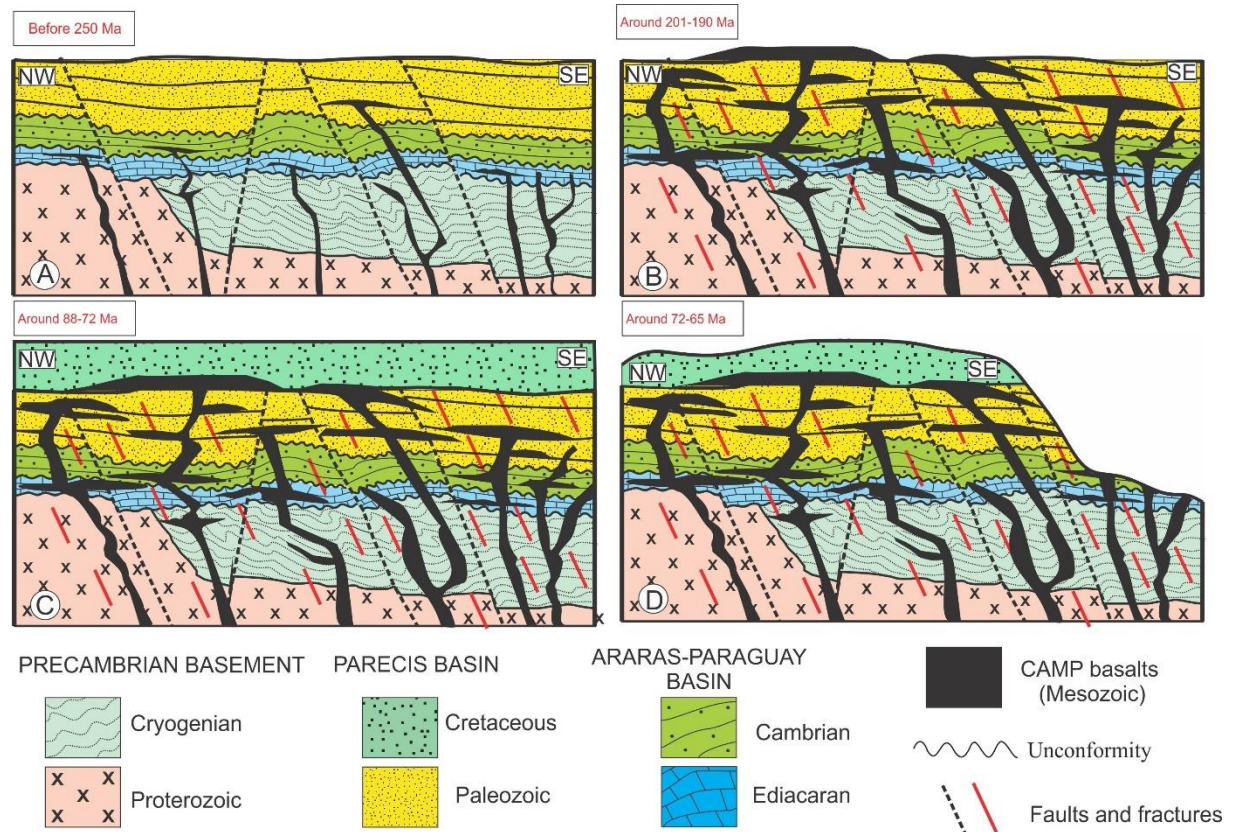 Before 250 Ma
NW
SE
A
Around 201-190 Ma
NW
SE
B
Around 88-72 Ma
NW
SE
C
Around 72-65 Ma
NW
SE
D
PRECAMBRIAN BASEMENT
Cryogenian
Proterozoic
PARECIS BASIN
Cretaceous
Paleozoic
ARARAS-PARAGUAY
BASIN
Cambrian
Ediacaran
CAMP basalts
(Mesozoic)
Unconformity
Faults and fractures